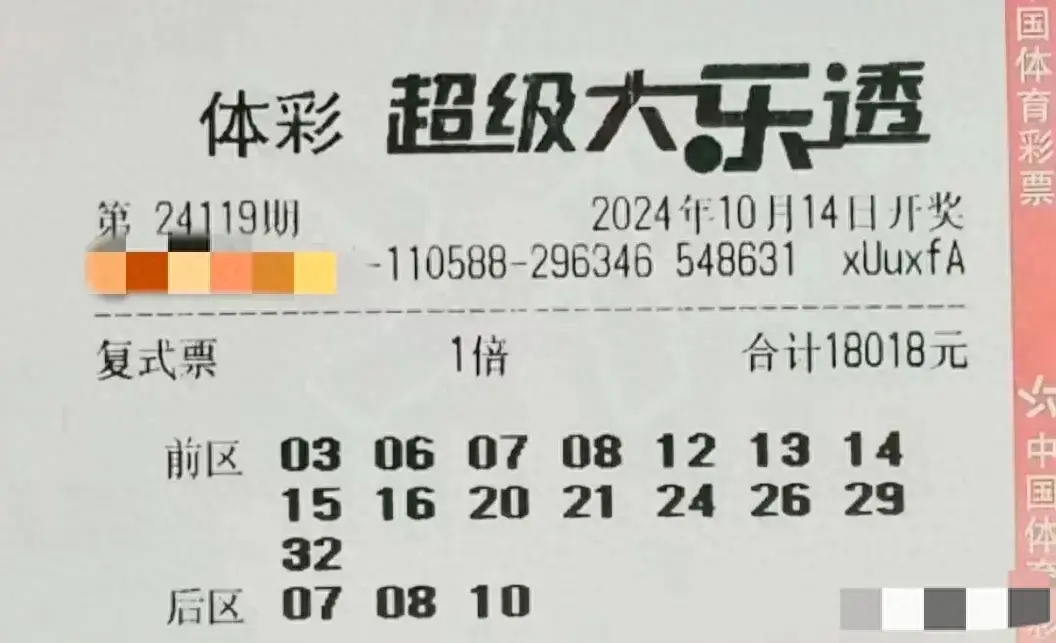 体彩 超级大乐透
第 24119期 2024年10月14日开奖
-110588-296346 548631 xUuxfA
复式票 1倍 合计18018元
前区 03 06 07 08 12 13 14
15 16 20 21 24 26 29
32
后区 07 08 10
国体育彩票
中国体育